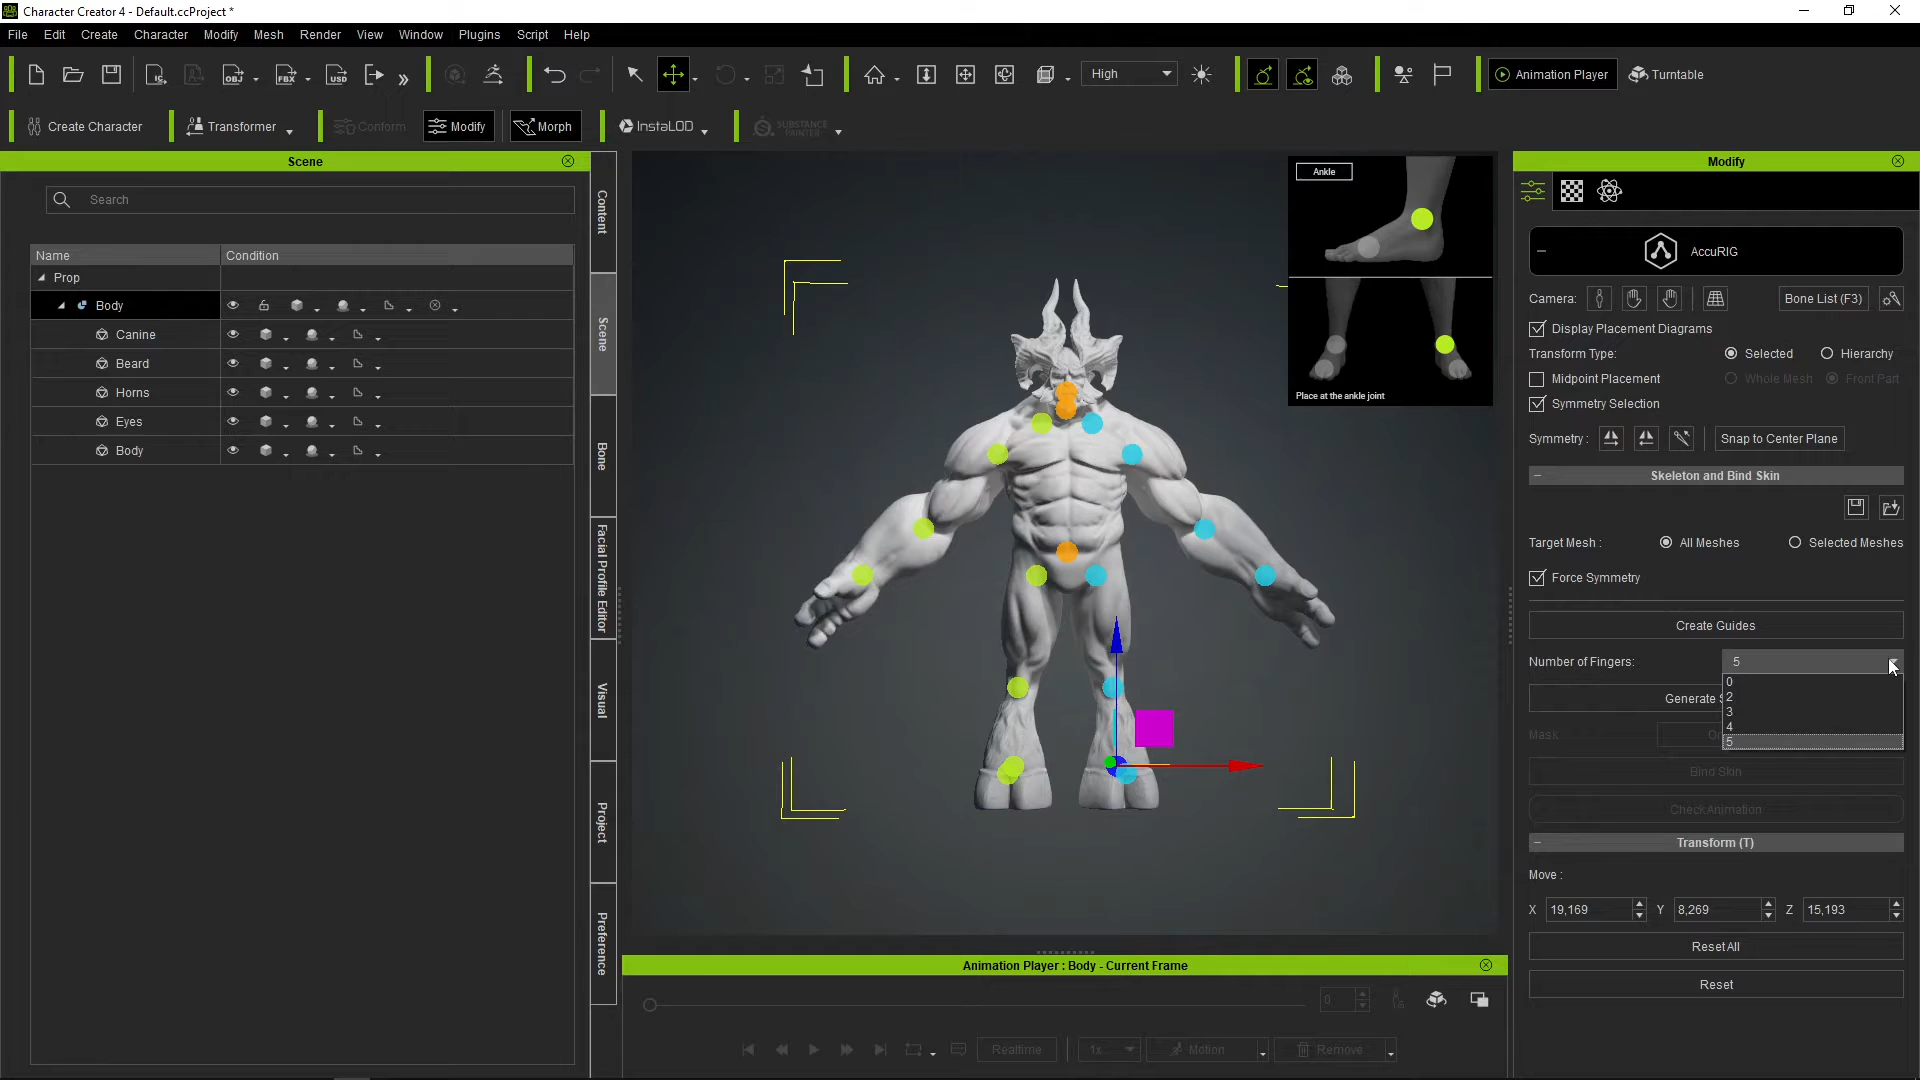 Character Creator 4 - Default.ccProject *
File Edit Create Character Modify Mesh Render View Window Plugins Script Help
High Animation Player Turntable
Create Character Transformer Conform Modify Morph InstaLOD SUBSTANCE PAINTER
Scene
Search
Name Condition
Prop
Body
Canine
Beard
Horns
Eyes
Body
Content
Scene
Bone
Facial Profile Editor
Visual
Project
Preference
Ankle
Place at the ankle joint
Animation Player : Body - Current Frame
0
Realtime 1x Motion Remove
Modify
AccuRIG
Camera: Bone List (F3)
Display Placement Diagrams
Transform Type: Selected Hierarchy
Midpoint Placement Whole Mesh Front Part
Symmetry Selection
Symmetry : Snap to Center Plane
Skeleton and Bind Skin
Target Mesh : All Meshes Selected Meshes
Force Symmetry
Create Guides
Number of Fingers: 5
0
2
3
4
5
Generate
Mask
Bind Skin
Check Animation
Transform (T)
Move :
X 19,169 Y 8,269 Z 15,193
Reset All
Reset